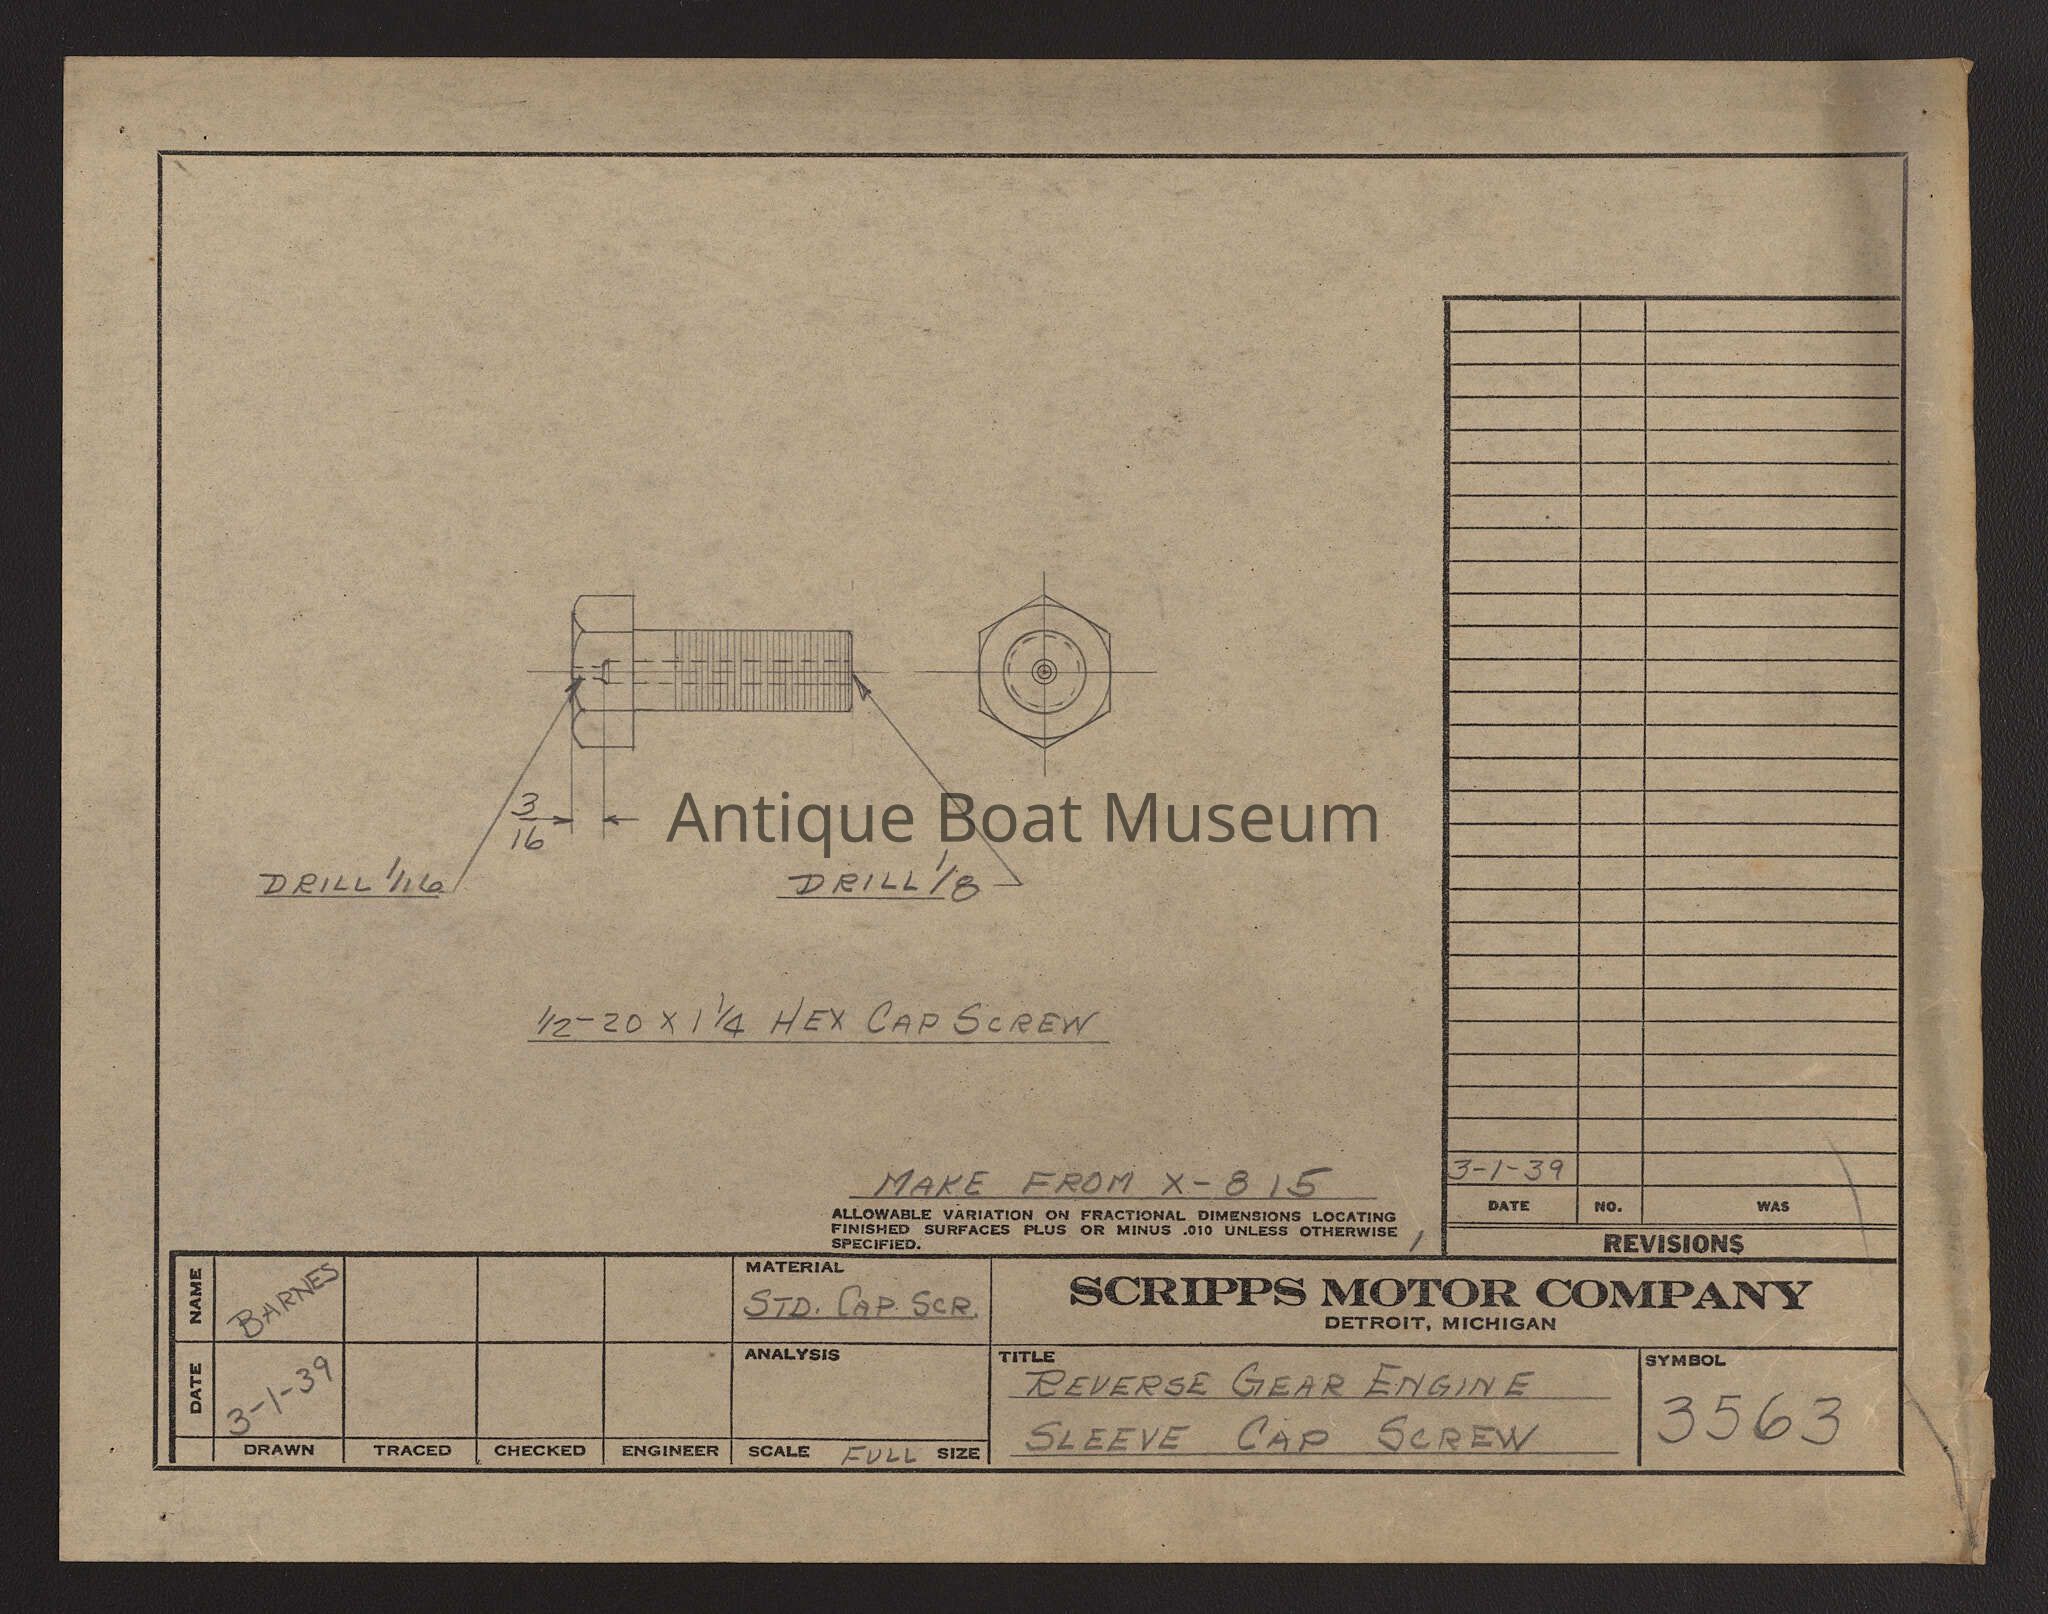 3
16
DRILL 1/16
DRILL 1/8
Antique Boat Museum
1/2-20 X 1 1/4 HEX CAP SCREW
MAKE FROM X-815
ALLOWABLE VARIATION ON FRACTIONAL DIMENSIONS LOCATING
FINISHED SURFACES PLUS OR MINUS .010 UNLESS OTHERWISE
SPECIFIED.
3-1-39
DATE NO. WAS
REVISIONS
NAME BARNES
DATE 3-1-39
DRAWN TRACED CHECKED ENGINEER
MATERIAL
STD. CAP SCR.
ANALYSIS
SCALE FULL SIZE
SCRIPPS MOTOR COMPANY
DETROIT, MICHIGAN
TITLE
REVERSE GEAR ENGINE
SLEEVE CAP SCREW
SYMBOL
3563